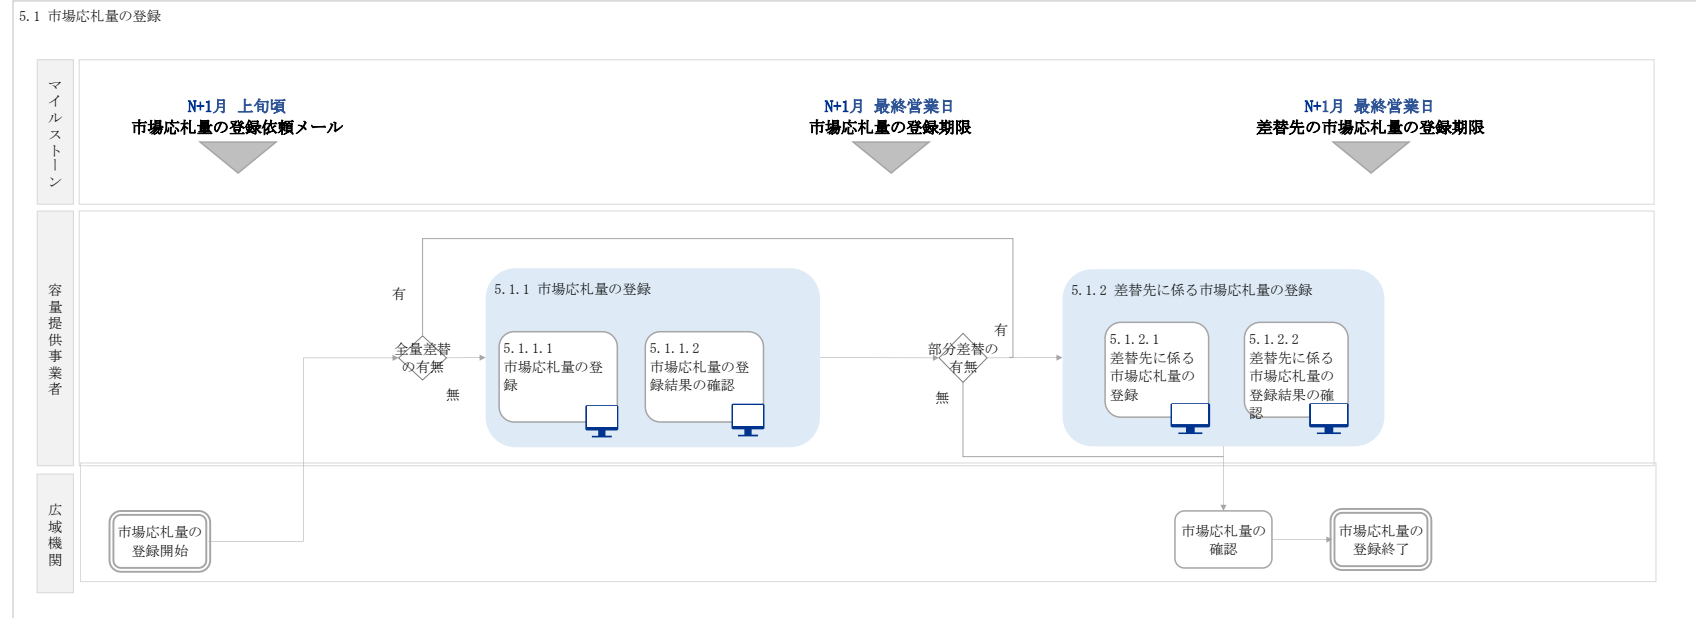 5.1 市場応札量の登録
マイルストーン
N+1月 上旬頃
市場応札量の登録依頼メール
N+1月 最終営業日
市場応札量の登録期限
N+1月 最終営業日
差替先の市場応札量の登録期限
容量提供事業者
有
全量差替
の有無
無
5.1.1 市場応札量の登録
5.1.1.1
市場応札量の登
録
5.1.1.2
市場応札量の登
録結果の確認
有
部分差替の
有無
無
5.1.2 差替先に係る市場応札量の登録
5.1.2.1
差替先に係る
市場応札量の
登録
5.1.2.2
差替先に係る
市場応札量の
登録結果の確
認
広域機関
市場応札量の
登録開始
市場応札量の
確認
市場応札量の
登録終了